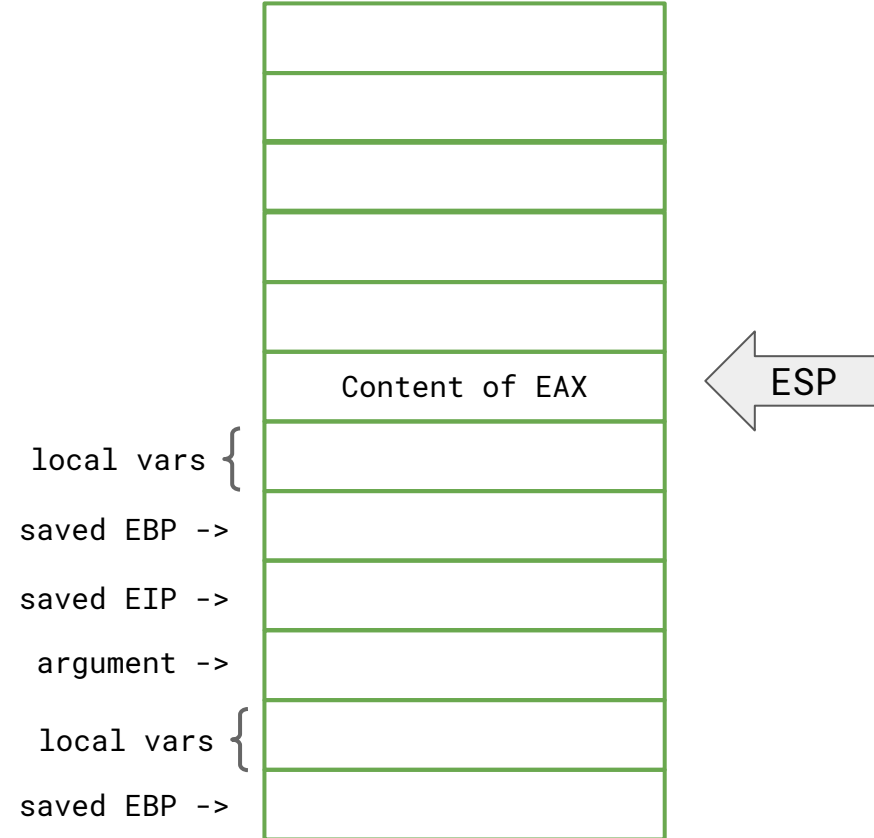 Content of EAX
ESP
local vars
saved EBP ->
saved EIP ->
argument ->
local vars
saved EBP ->